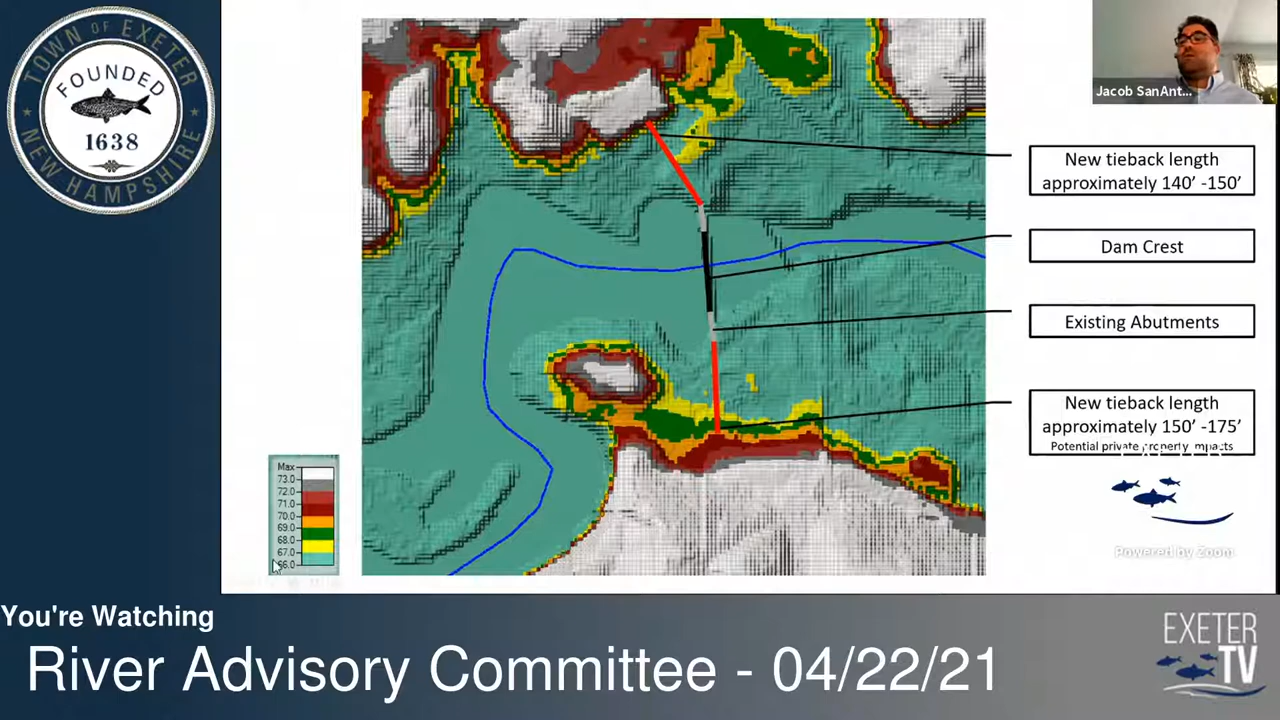 TOWN OF EXETER
FOUNDED
1638
NEW HAMPSHIRE
Jacob SanAnt...
New tieback length
approximately 140' -150'
Dam Crest
Existing Abutments
New tieback length
approximately 150' -175'
Potential private property impacts
Max
73.0
72.0
71.0
70.0
69.0
68.0
67.0
66.0
Powered by Zoom
You're Watching
River Advisory Committee - 04/22/21
EXETER
TV